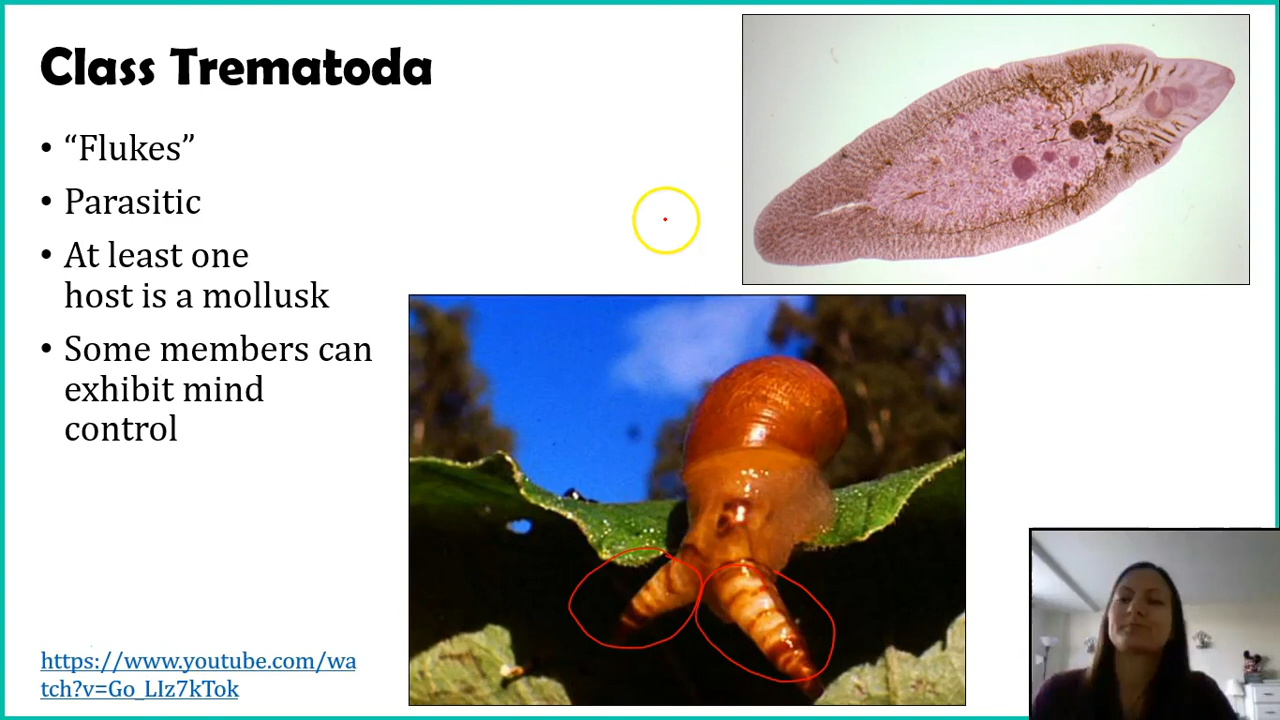 Class Trematoda
• “Flukes”
• Parasitic
• At least one
host is a mollusk
• Some members can
exhibit mind
control
https://www.youtube.com/wa
tch?v=Go_LIz7kTok